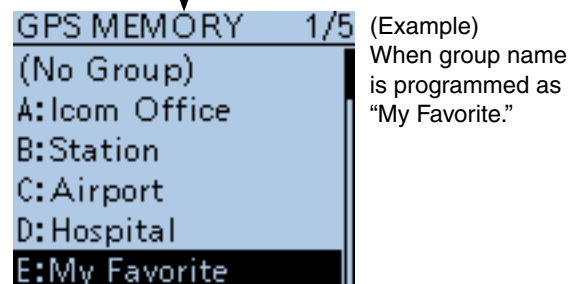 GPS MEMORY 1/5
(No Group)
A:Icom Office
B:Station
C:Airport
D:Hospital
E:My Favorite
(Example)
When group name
is programmed as
“My Favorite.”